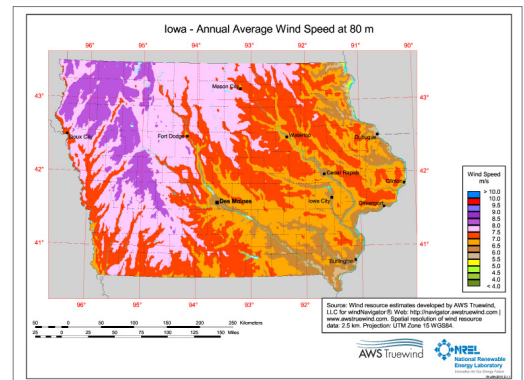 Iowa - Annual Average Wind Speed at 80 m
96° 95° 94° 93° 92° 91° 90°
43° 43°
42° 42°
41° 41°
96° 95° 94° 93° 92° 91°
Mason City
Sioux City
Fort Dodge
Waterloo
Dubuque
Cedar Rapids
Clinton
Des Moines
Iowa City
Davenport
Burlington
Wind Speed
m/s
> 10.0
10.0
9.5
9.0
8.5
8.0
7.5
7.0
6.5
6.0
5.5
5.0
4.5
4.0
< 4.0
50 0 50 100 150 200 250 Kilometers
25 0 25 50 75 100 125 150 Miles
Source: Wind resource estimates developed by AWS Truewind,
LLC for windNavigator®. Web: http://navigator.awstruewind.com |
www.awstruewind.com. Spatial resolution of wind resource
data: 2.5 km. Projection: UTM Zone 15 WGS84.
AWS Truewind
NREL
National Renewable
Energy Laboratory